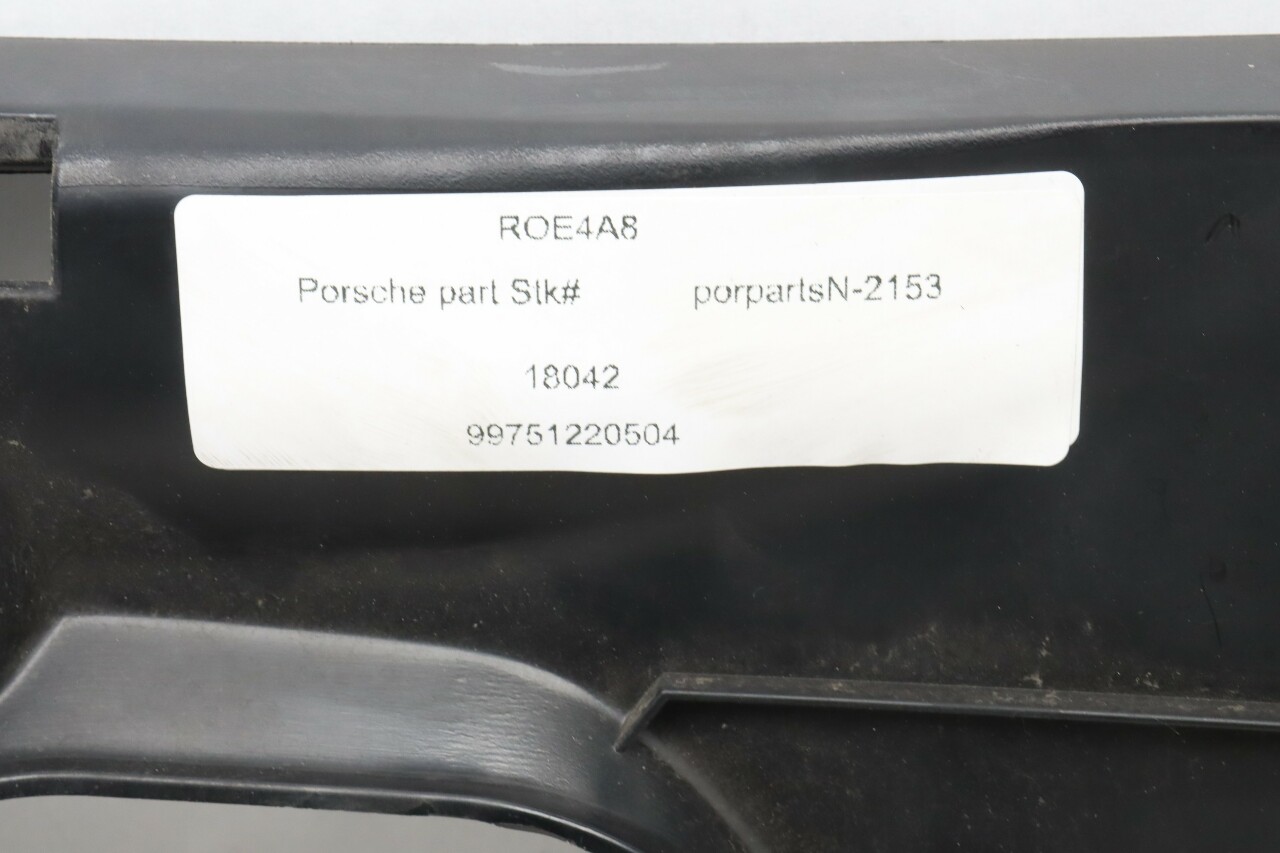 ROE4A8
Porsche part Stk# porpartsN-2153
18042
99751220504